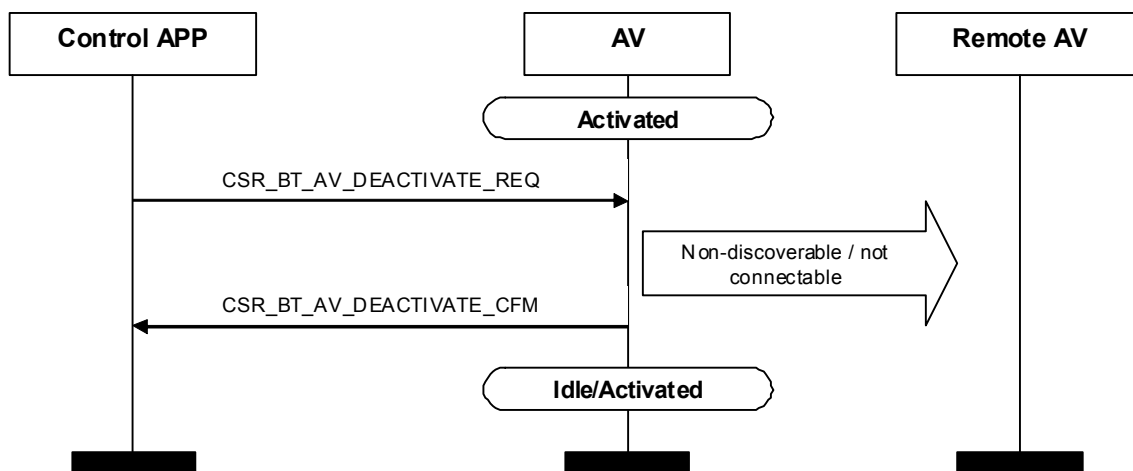 Control APP
AV
Remote AV
Activated
CSR_BT_AV_DEACTIVATE_REQ
Non-discoverable / not
connectable
CSR_BT_AV_DEACTIVATE_CFM
Idle/Activated